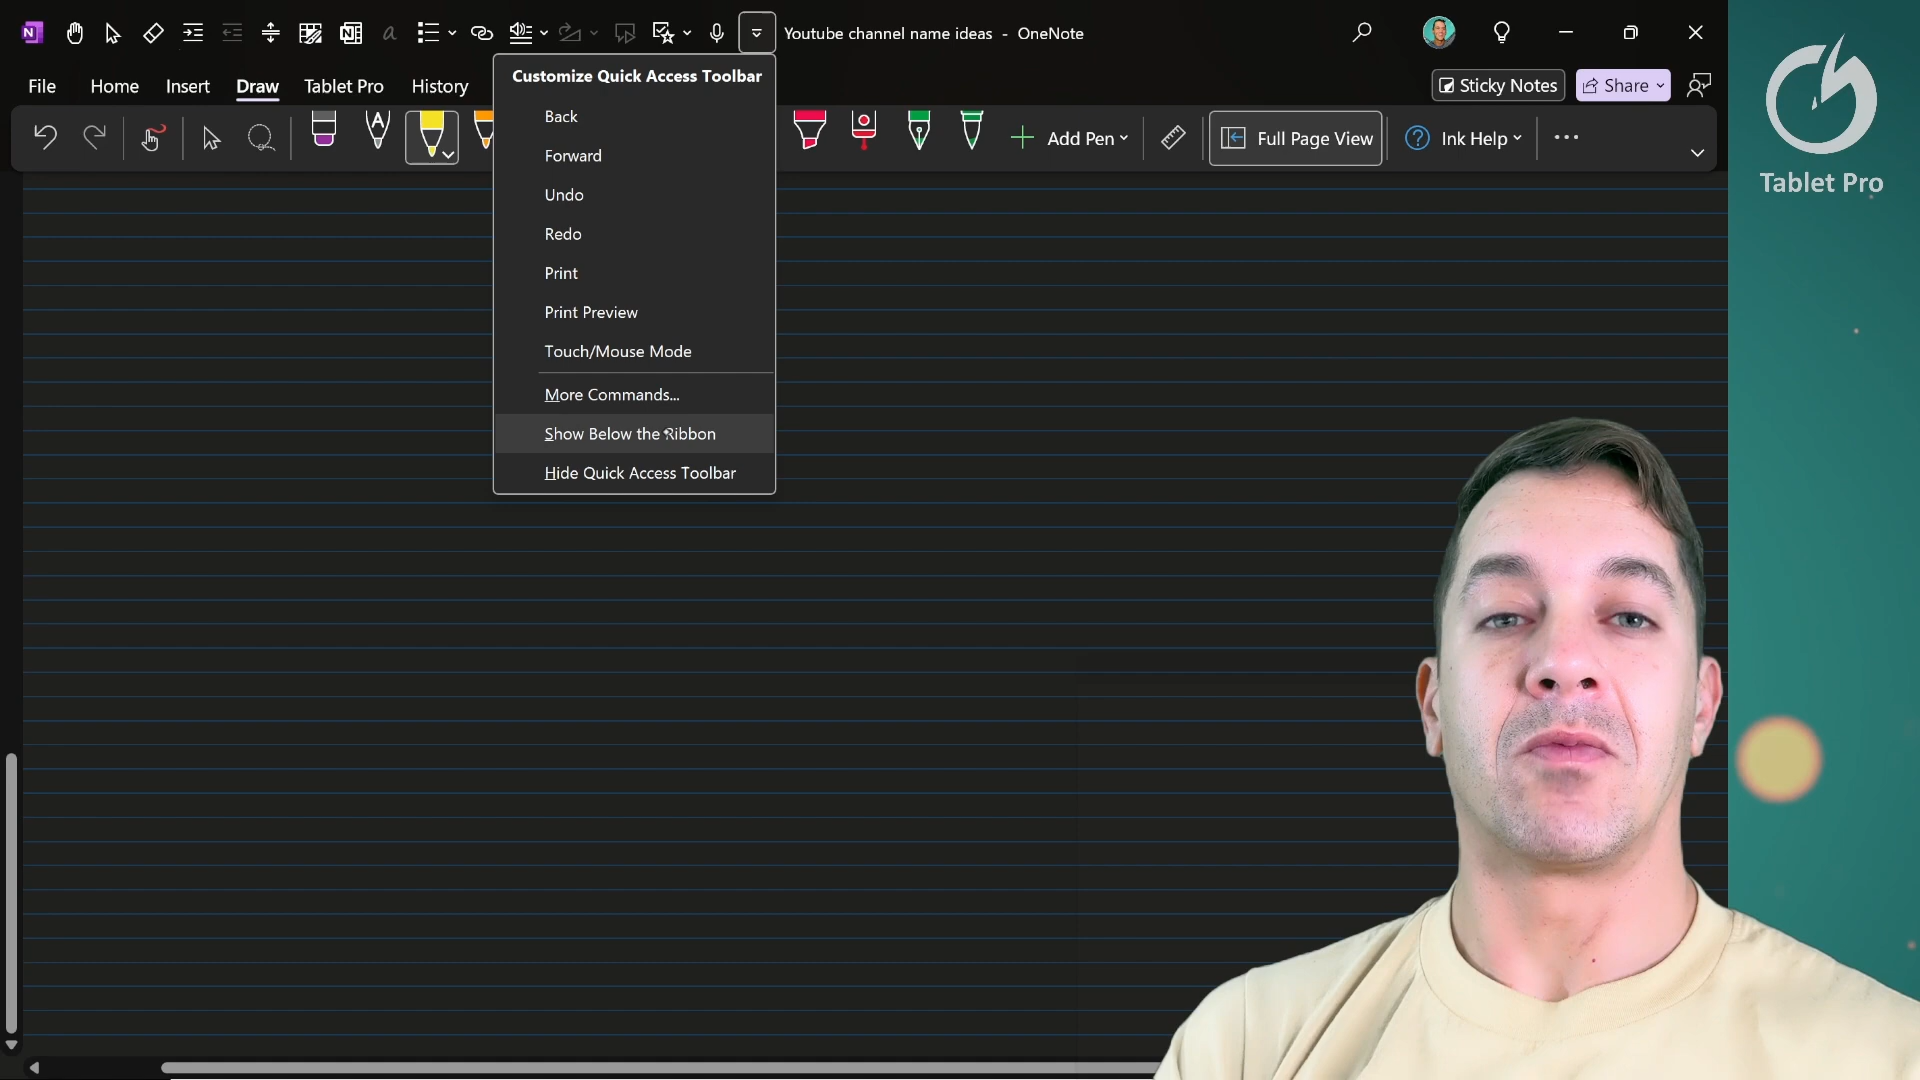 Youtube channel name ideas - OneNote
File Home Insert Draw Tablet Pro History
Sticky Notes Share
Add Pen Full Page View Ink Help
Customize Quick Access Toolbar
Back
Forward
Undo
Redo
Print
Print Preview
Touch/Mouse Mode
More Commands...
Show Below the Ribbon
Hide Quick Access Toolbar
Tablet Pro